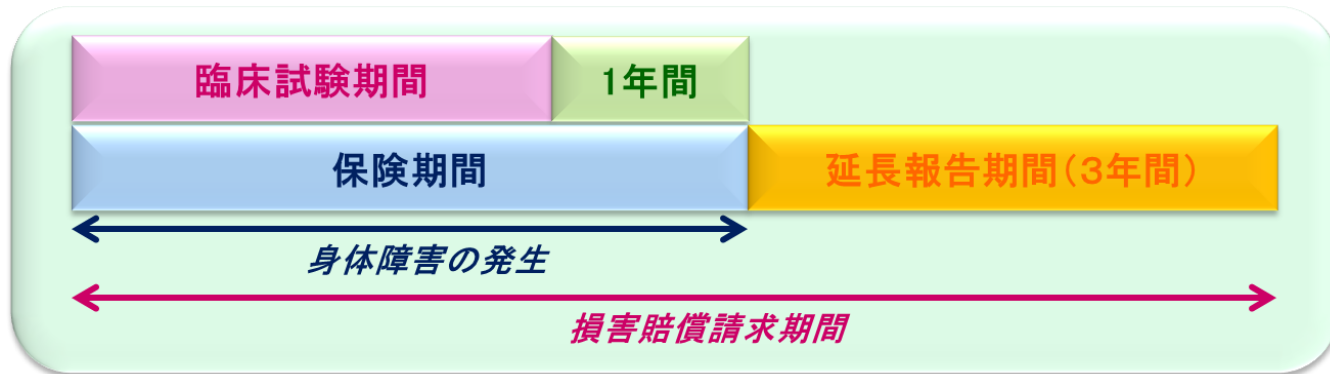 臨床試験期間
1年間
保険期間
延長報告期間(3年間)
身体障害の発生
損害賠償請求期間